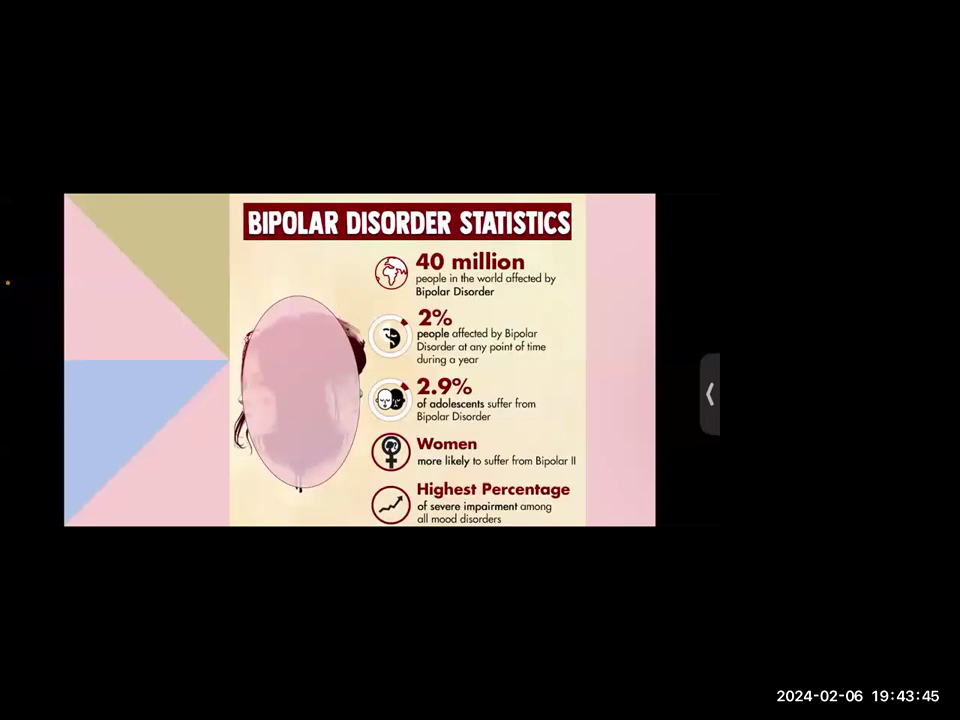 BIPOLAR DISORDER STATISTICS
40 million
people in the world affected by
Bipolar Disorder
2%
people affected by Bipolar
Disorder at any point of time
during a year
2.9%
of adolescents suffer from
Bipolar Disorder
Women
more likely to suffer from Bipolar II
Highest Percentage
of severe impairment among
all mood disorders
2024-02-06 19:43:45